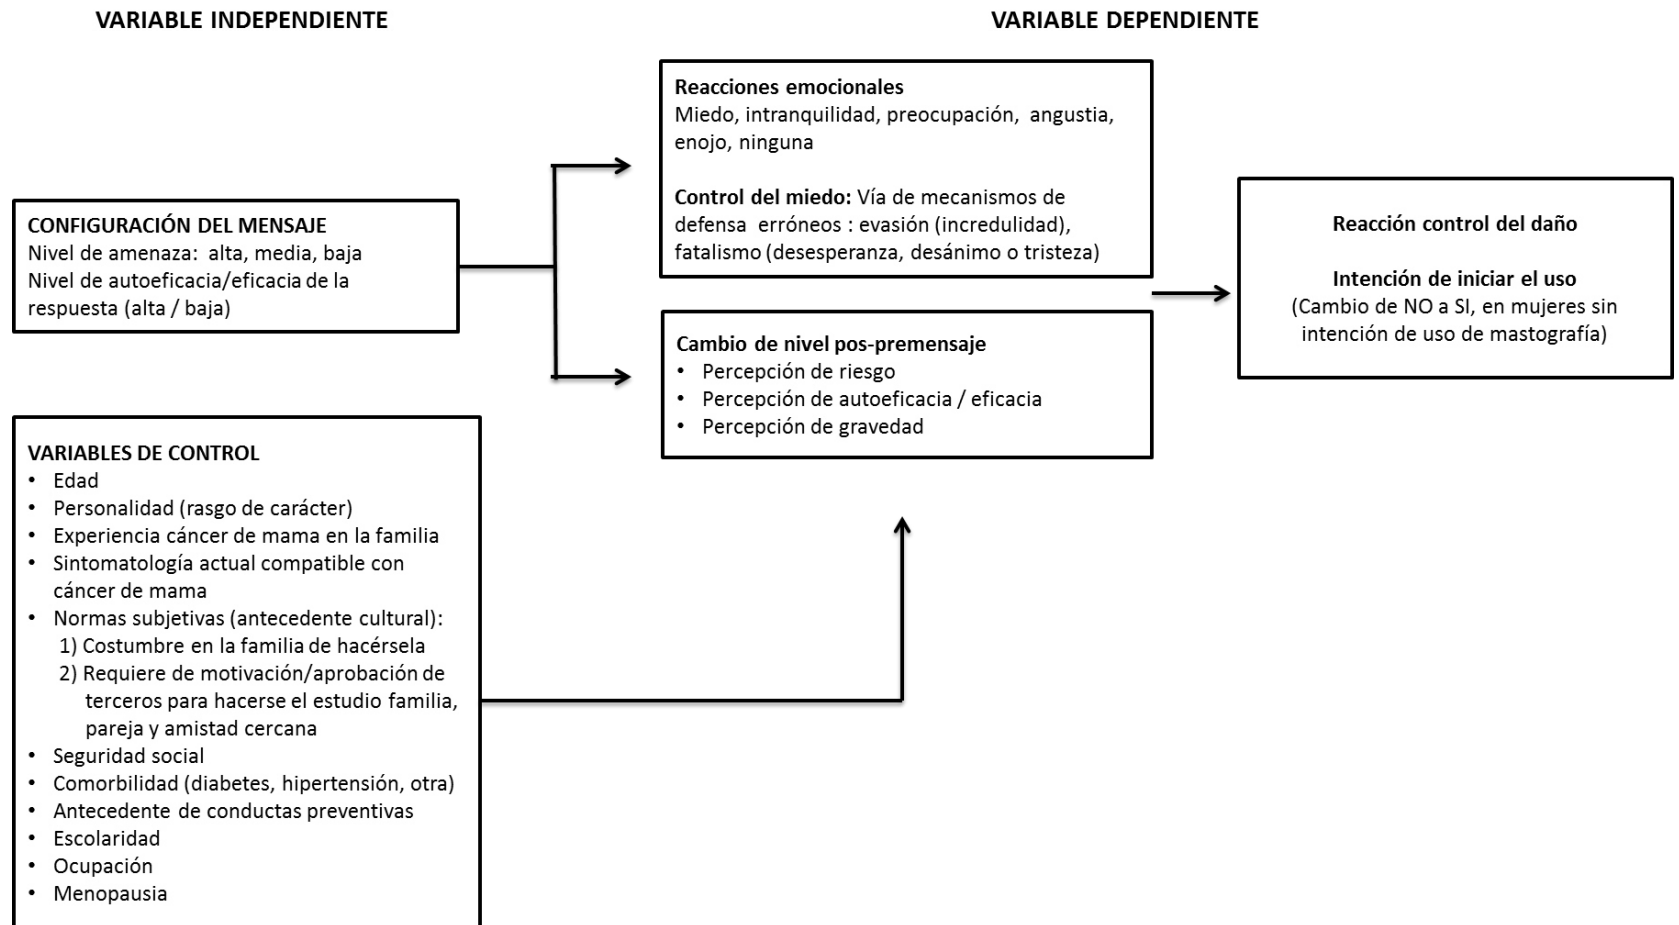 VARIABLE INDEPENDIENTE
VARIABLE DEPENDIENTE
CONFIGURACIÓN DEL MENSAJE
Nivel de amenaza: alta, media, baja
Nivel de autoeficacia/eficacia de la
respuesta (alta / baja)
VARIABLES DE CONTROL
• Edad
• Personalidad (rasgo de carácter)
• Experiencia cáncer de mama en la familia
• Sintomatología actual compatible con
cáncer de mama
• Normas subjetivas (antecedente cultural):
1) Costumbre en la familia de hacérsela
2) Requiere de motivación/aprobación de
terceros para hacerse el estudio familia,
pareja y amistad cercana
• Seguridad social
• Comorbilidad (diabetes, hipertensión, otra)
• Antecedente de conductas preventivas
• Escolaridad
• Ocupación
• Menopausia
Reacciones emocionales
Miedo, intranquilidad, preocupación, angustia,
enojo, ninguna
Control del miedo: Vía de mecanismos de
defensa erróneos : evasión (incredulidad),
fatalismo (desesperanza, desánimo o tristeza)
Cambio de nivel pos-premensaje
• Percepción de riesgo
• Percepción de autoeficacia / eficacia
• Percepción de gravedad
Reacción control del daño
Intención de iniciar el uso
(Cambio de NO a SI, en mujeres sin
intención de uso de mastografía)